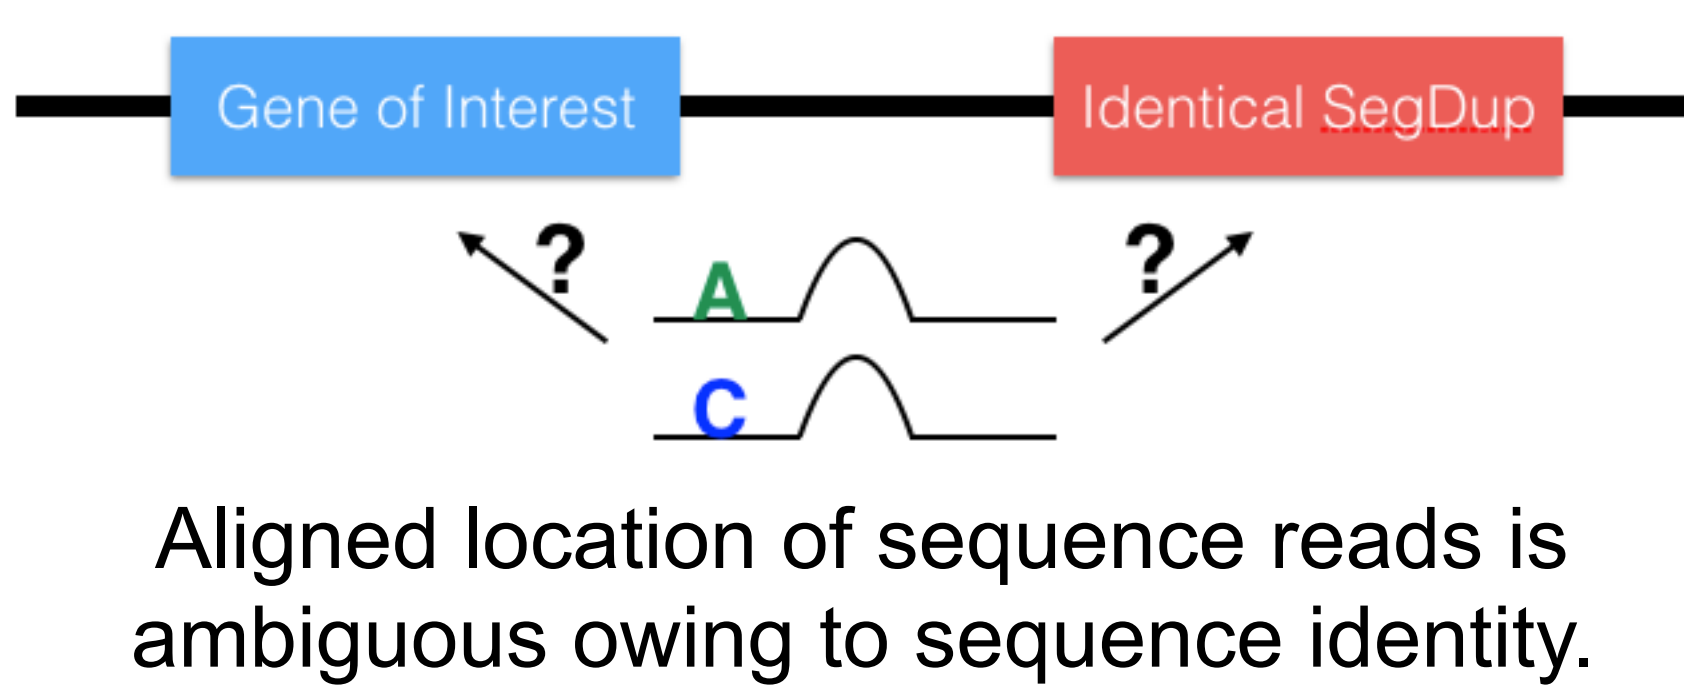 Gene of Interest
Identical SegDup
?
?
A
C
Aligned location of sequence reads is
ambiguous owing to sequence identity.